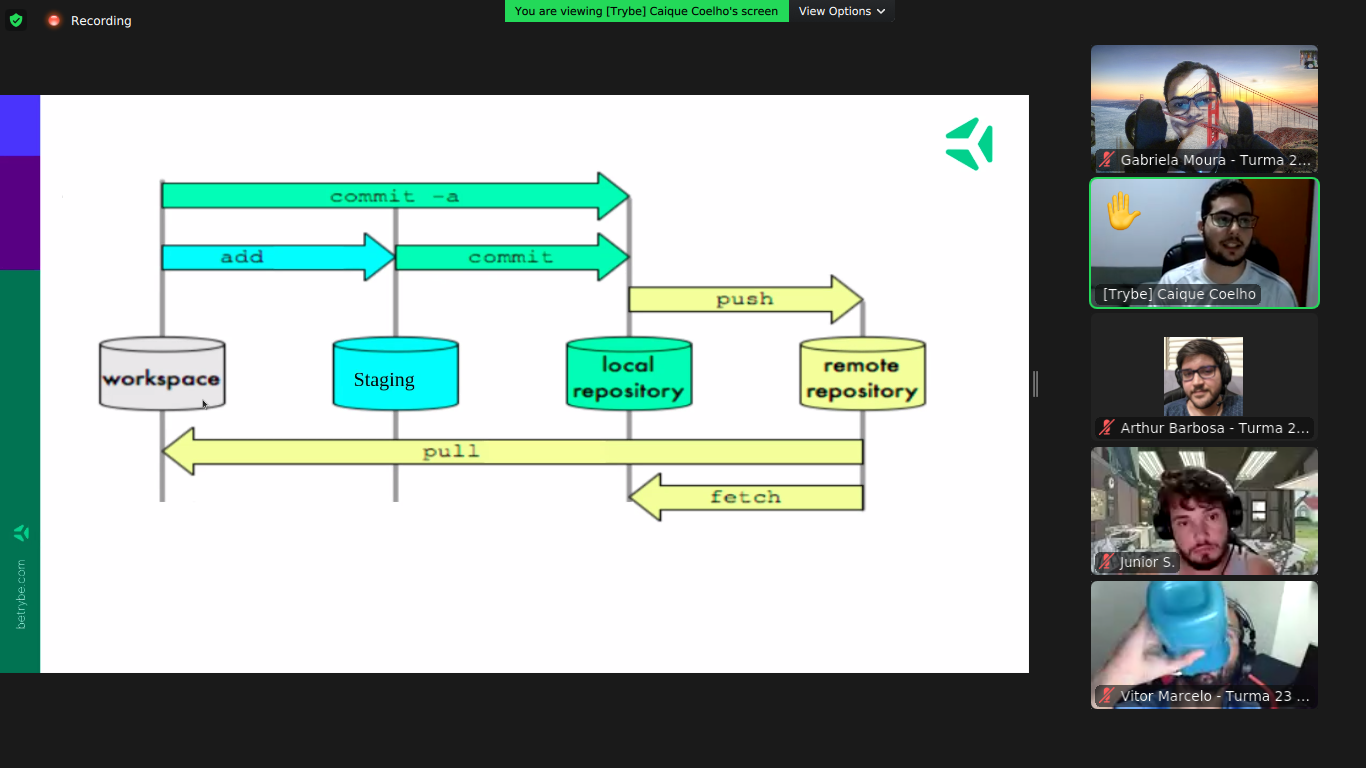 Recording
You are viewing [Trybe] Caique Coelho's screen
View Options
commit -a
add
commit
push
workspace
Staging
local
repository
remote
repository
pull
fetch
betrybe.com
Gabriela Moura - Turma 2...
[Trybe] Caique Coelho
Arthur Barbosa - Turma 2...
Junior S.
Vitor Marcelo - Turma 23 ...